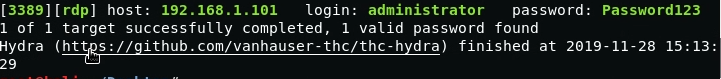 [3389][rdp] host: 192.168.1.101   login: administrator   password: Password123
1 of 1 target successfully completed, 1 valid password found
Hydra (https://github.com/vanhauser-thc/thc-hydra) finished at 2019-11-28 15:13:
29